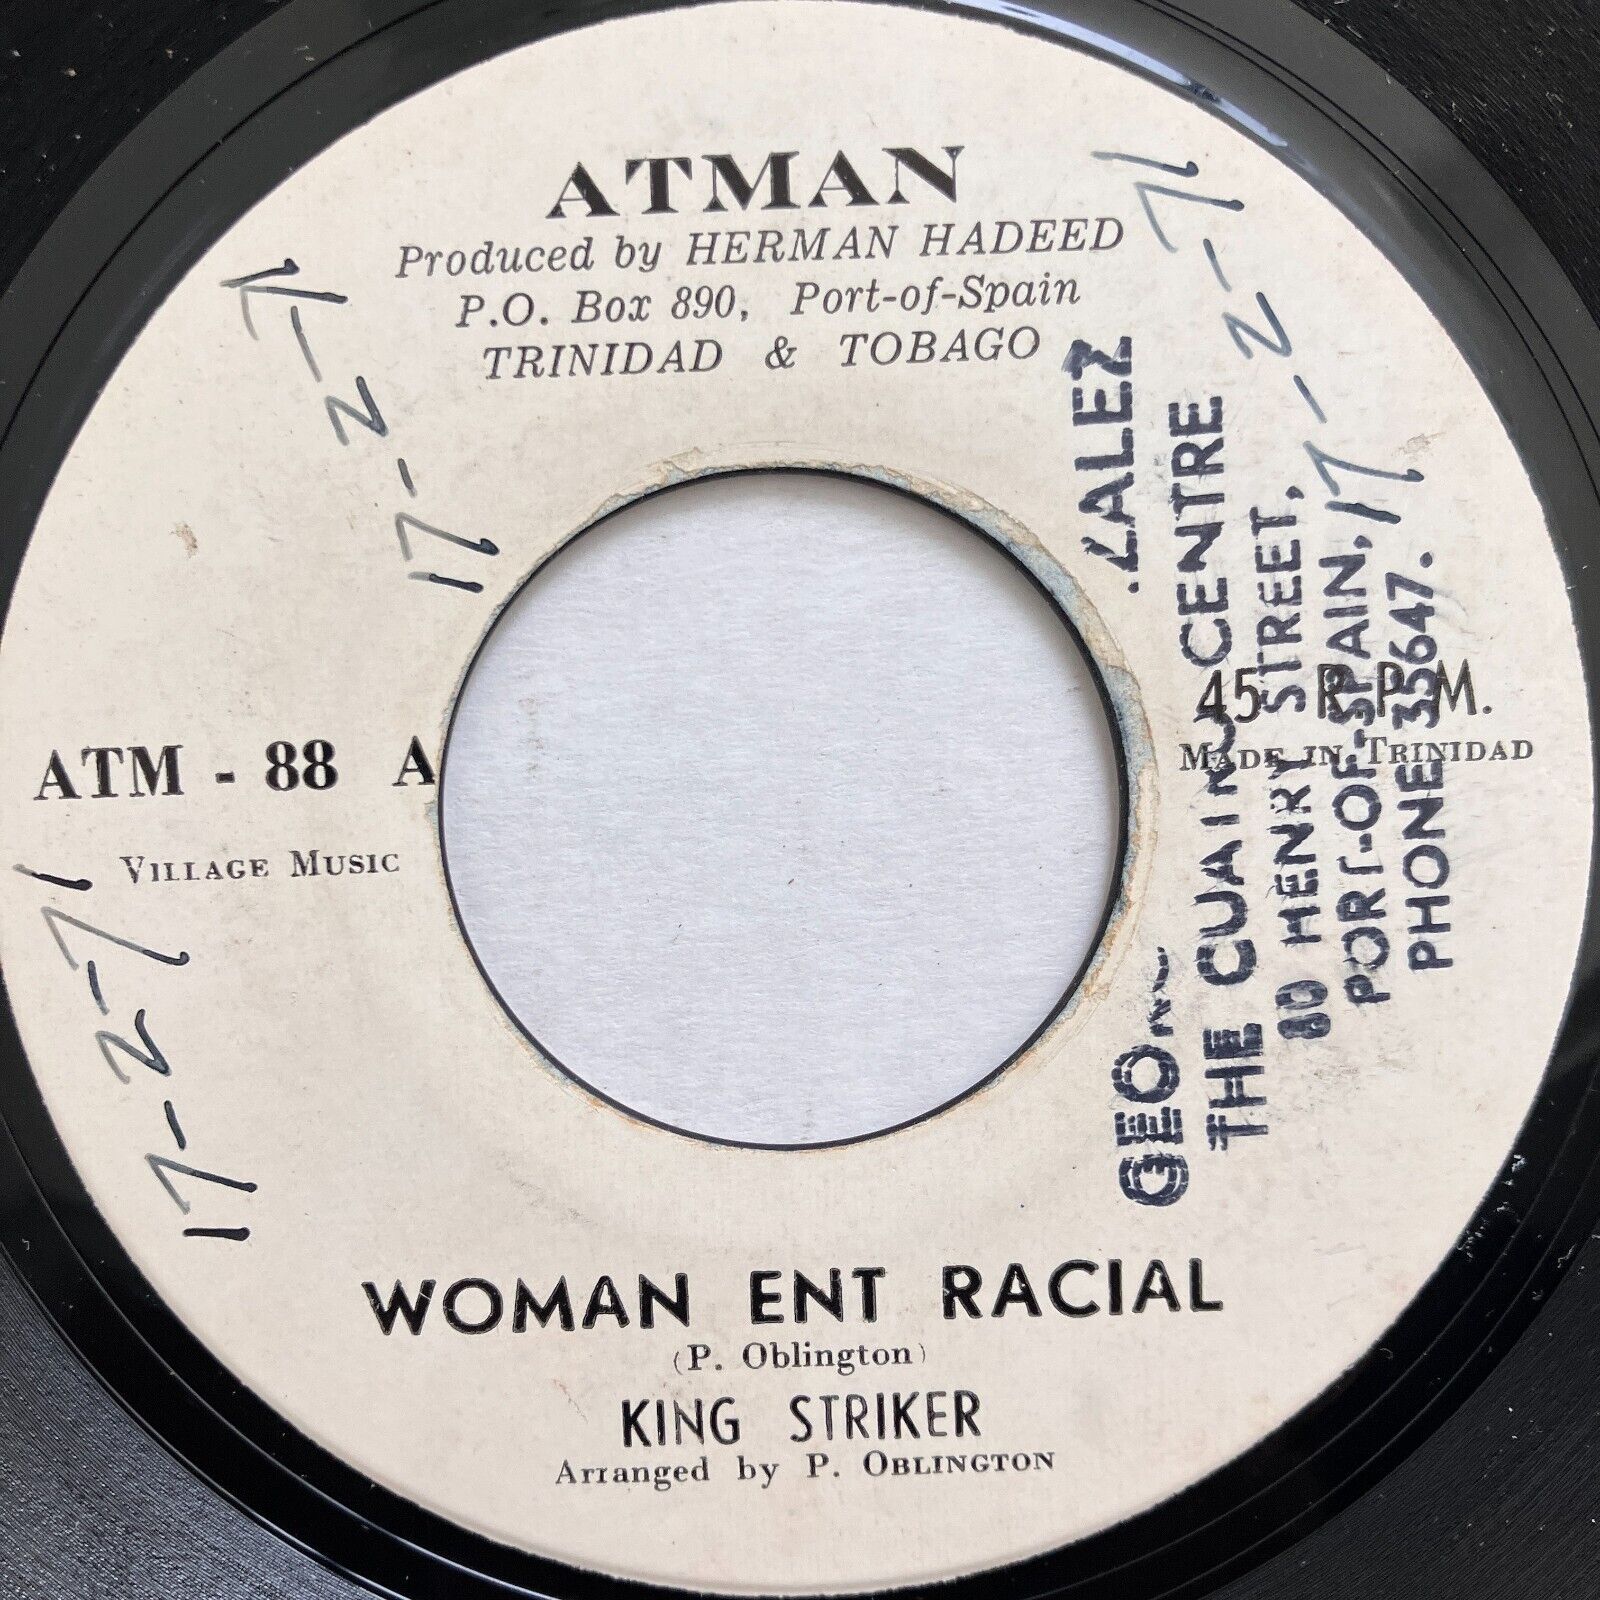 ATMAN
Produced by HERMAN HADEED
P.O. Box 890, Port-of-Spain
TRINIDAD & TOBAGO
17-2-71
17-2-71
ATM - 88 A
VILLAGE MUSIC
17-2-71
45 R.P.M.
MADE IN TRINIDAD
THE CENTRE
80 HENRY STREET,
PORT-OF-SPAIN,
PHONE 35647.
WOMAN ENT RACIAL
(P. Oblington)
KING STRIKER
Arranged by P. OBLINGTON